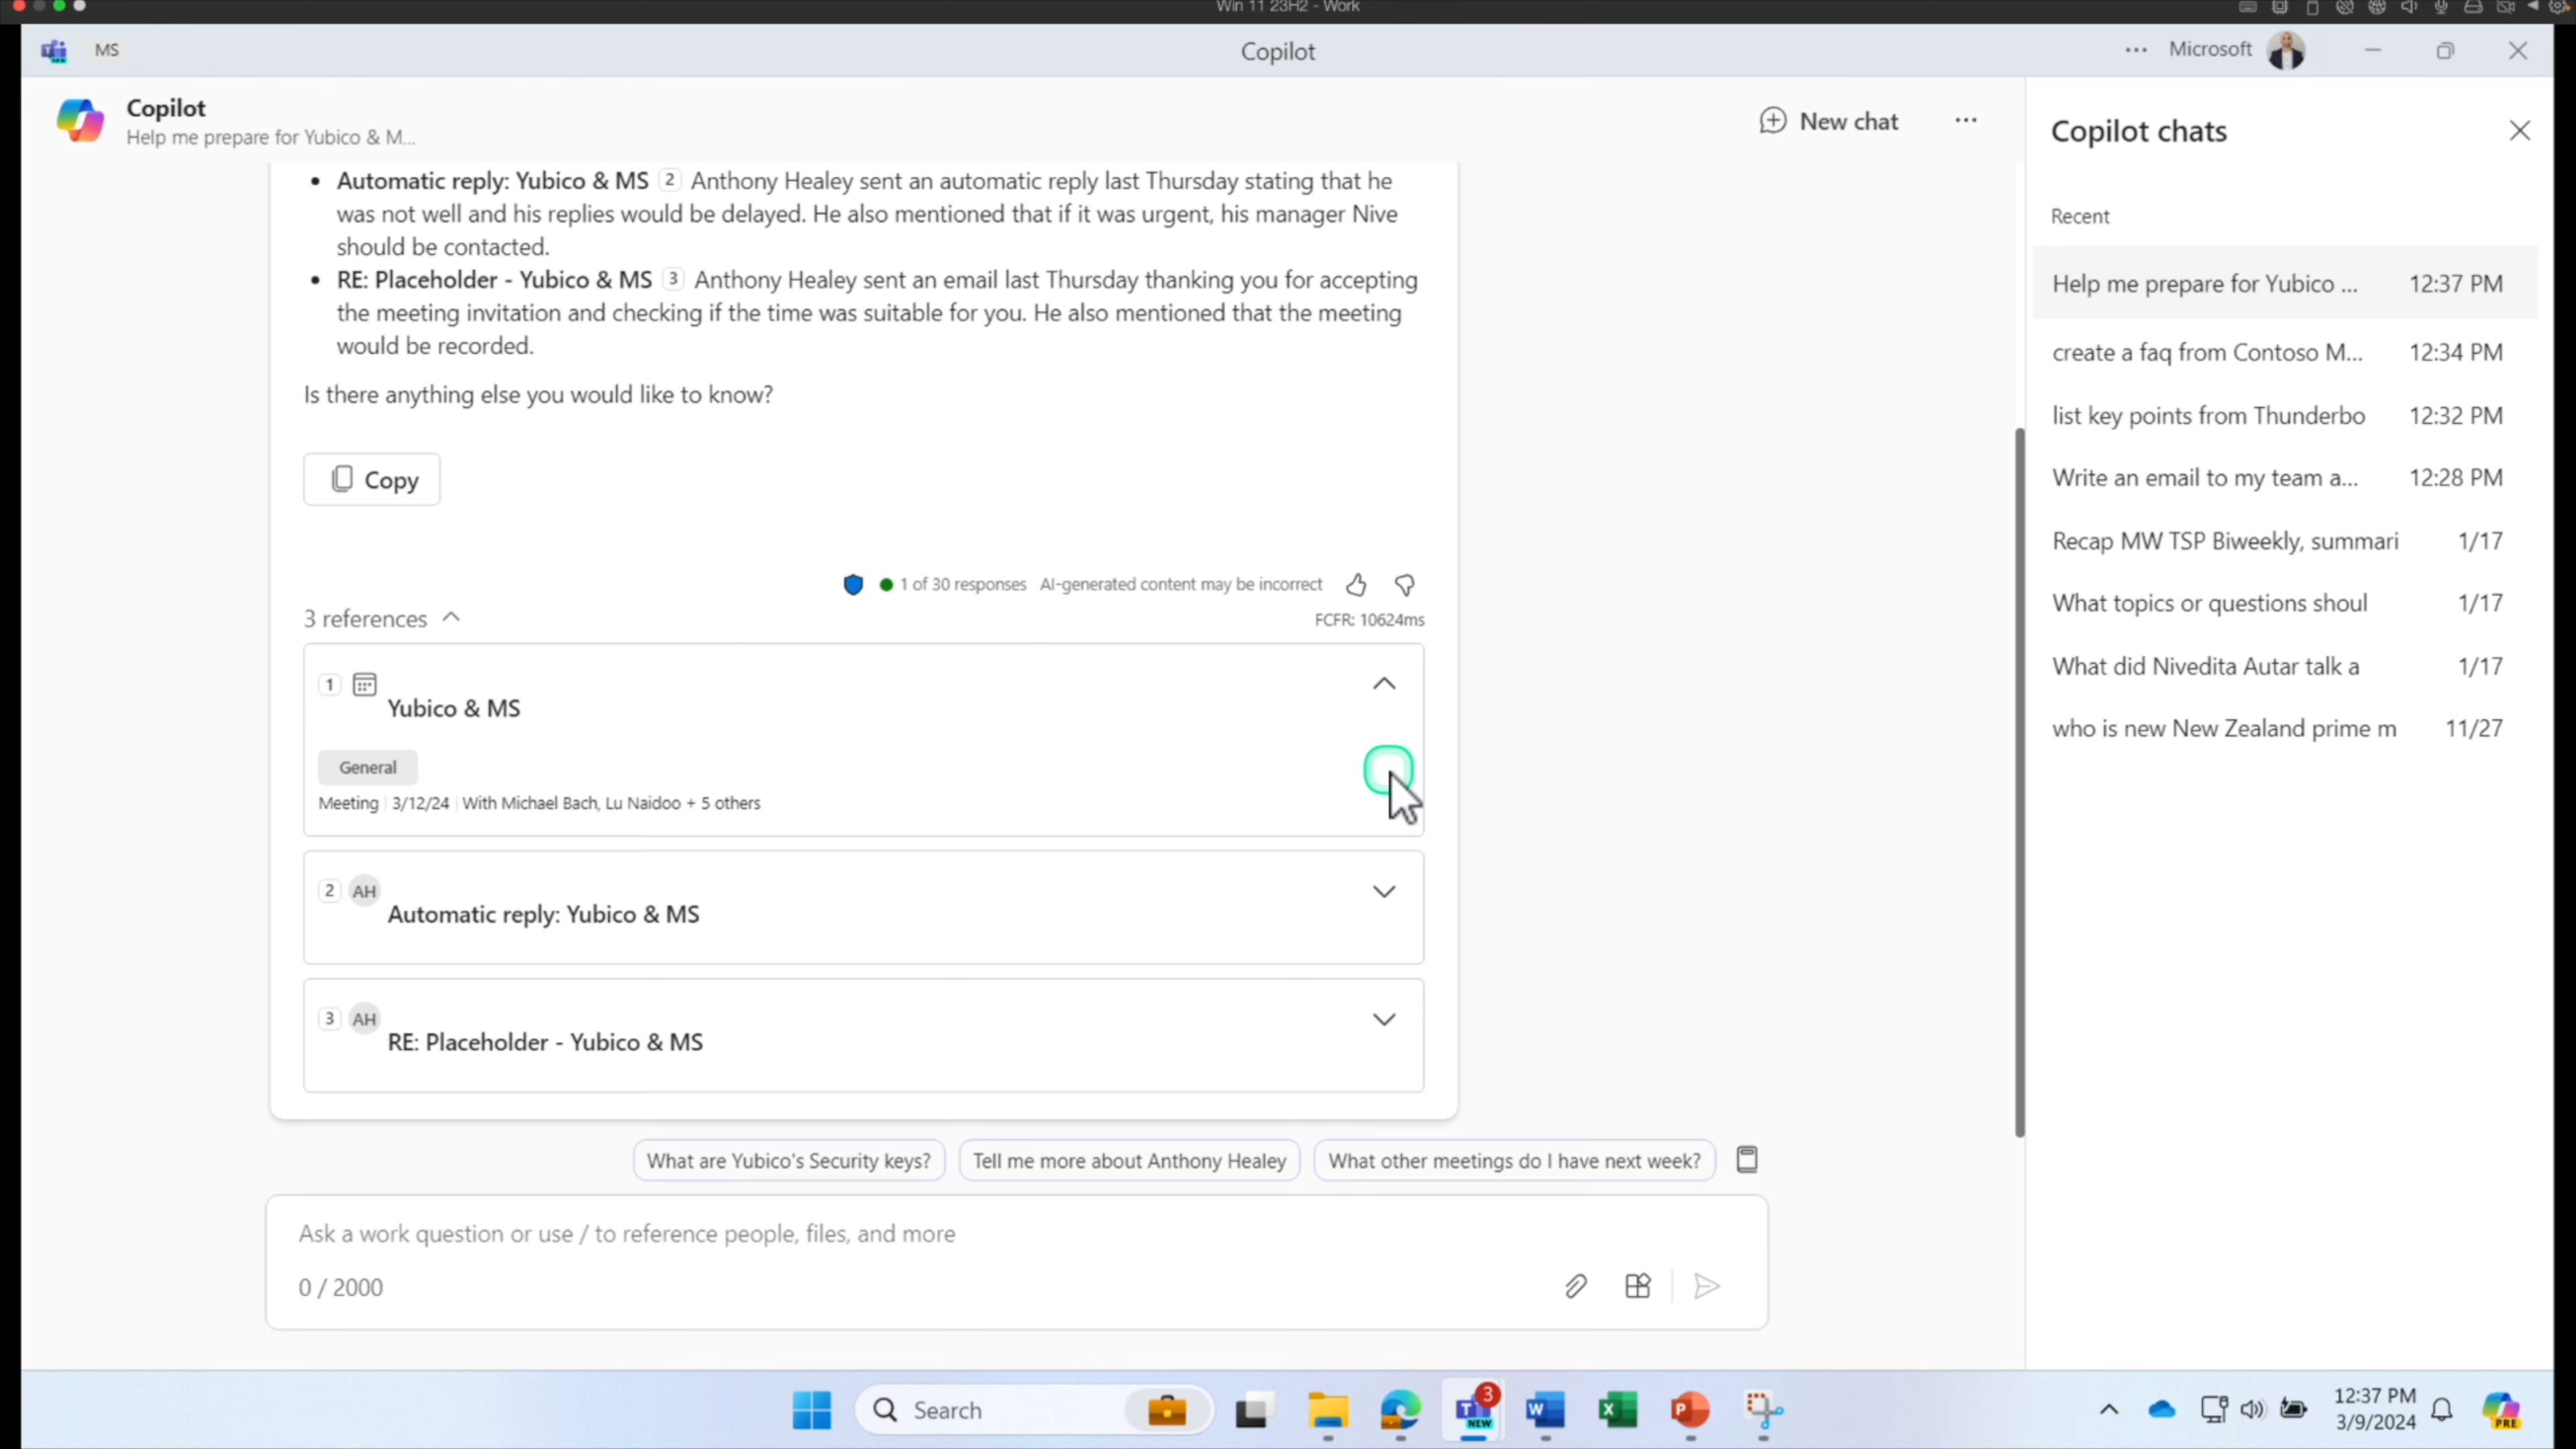 Win 11 23H2 - Work
MS
Copilot
Microsoft
Copilot
Help me prepare for Yubico & M...
New chat
• Automatic reply: Yubico & MS 2 Anthony Healey sent an automatic reply last Thursday stating that he
was not well and his replies would be delayed. He also mentioned that if it was urgent, his manager Nive
should be contacted.
• RE: Placeholder - Yubico & MS 3 Anthony Healey sent an email last Thursday thanking you for accepting
the meeting invitation and checking if the time was suitable for you. He also mentioned that the meeting
would be recorded.
Is there anything else you would like to know?
Copy
1 of 30 responses AI-generated content may be incorrect
3 references
FCFR: 10624ms
1
Yubico & MS
General
Meeting | 3/12/24 | With Michael Bach, Lu Naidoo + 5 others
2 AH
Automatic reply: Yubico & MS
3 AH
RE: Placeholder - Yubico & MS
What are Yubico's Security keys?
Tell me more about Anthony Healey
What other meetings do I have next week?
Ask a work question or use / to reference people, files, and more
0 / 2000
Copilot chats
Recent
Help me prepare for Yubico ... 12:37 PM
create a faq from Contoso M... 12:34 PM
list key points from Thunderbo 12:32 PM
Write an email to my team a... 12:28 PM
Recap MW TSP Biweekly, summari 1/17
What topics or questions shoul 1/17
What did Nivedita Autar talk a 1/17
who is new New Zealand prime m 11/27
Search
3
T
NEW
W
X
P
12:37 PM
3/9/2024
PRE